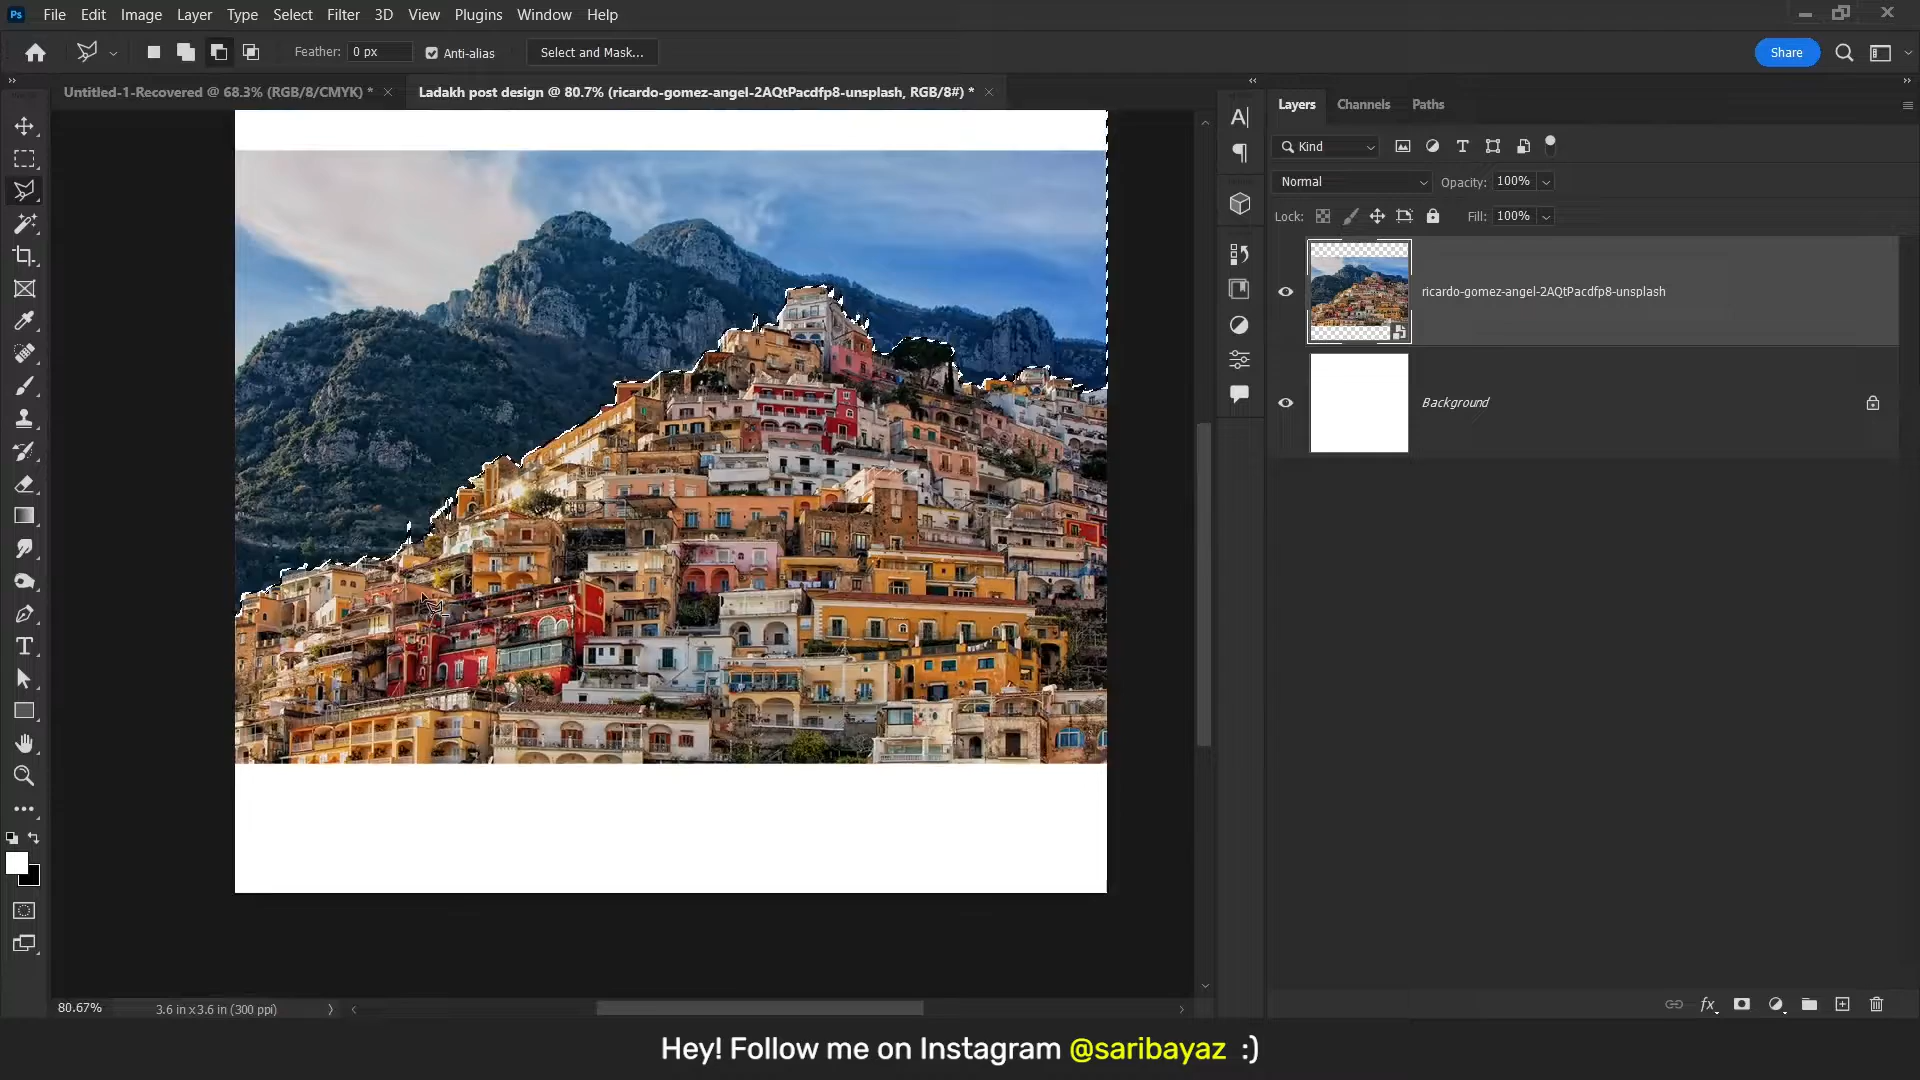 Ps File Edit Image Layer Type Select Filter 3D View Plugins Window Help
Feather: 0 px Anti-alias Select and Mask... Share
Untitled-1-Recovered @ 68.3% (RGB/8/CMYK) * Ladakh post design @ 80.7% (ricardo-gomez-angel-2AQtPacdfp8-unsplash, RGB/8#) *
Layers Channels Paths
Kind
Normal Opacity: 100%
Lock: Fill: 100%
ricardo-gomez-angel-2AQtPacdfp8-unsplash
Background
80.67% 3.6 in x 3.6 in (300 ppi)
fx
Hey! Follow me on Instagram @saribayaz :)